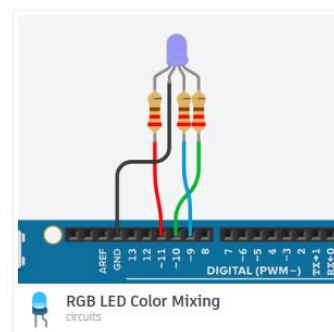 AREF
GND
13
12
~11
~10
~9
8
7
~6
~5
4
~3
2
TX→1
RX←0
DIGITAL (PWM~)
RGB LED Color Mixing
circuits